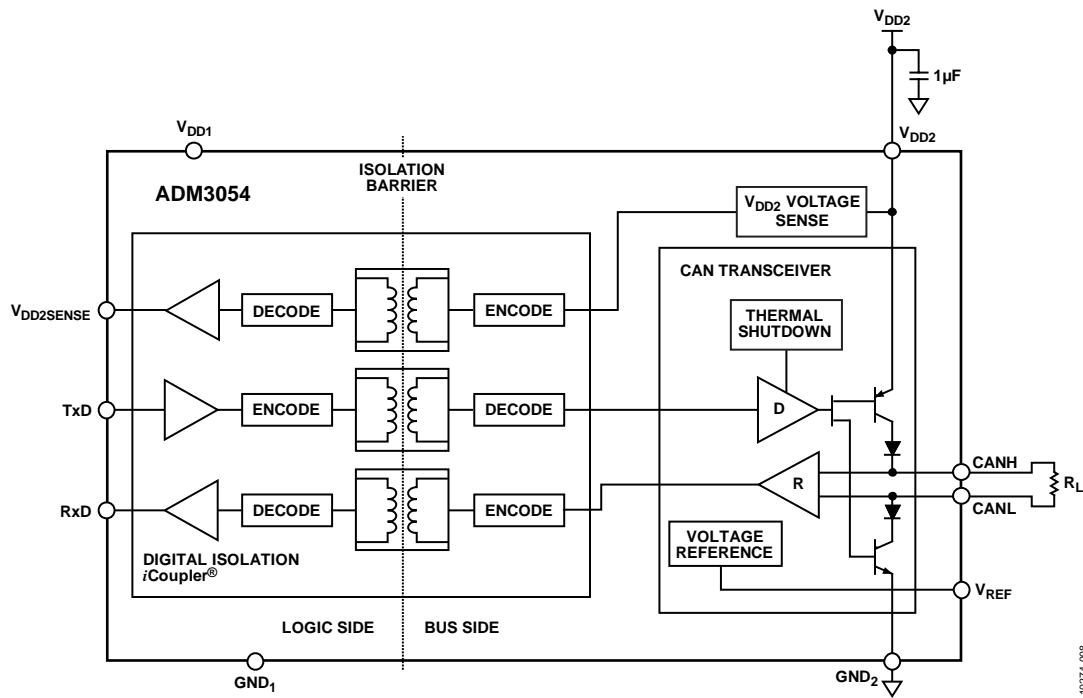 VDD2
1µF
VDD1
VDD2
ISOLATION
BARRIER
ADM3054
VDD2 VOLTAGE
SENSE
CAN TRANSCEIVER
VDD2SENSE
DECODE
ENCODE
THERMAL
SHUTDOWN
TxD
ENCODE
DECODE
D
CANH
RL
R
CANL
RxD
DECODE
ENCODE
VOLTAGE
REFERENCE
DIGITAL ISOLATION
iCoupler®
VREF
LOGIC SIDE
BUS SIDE
GND1
GND2
10274-008